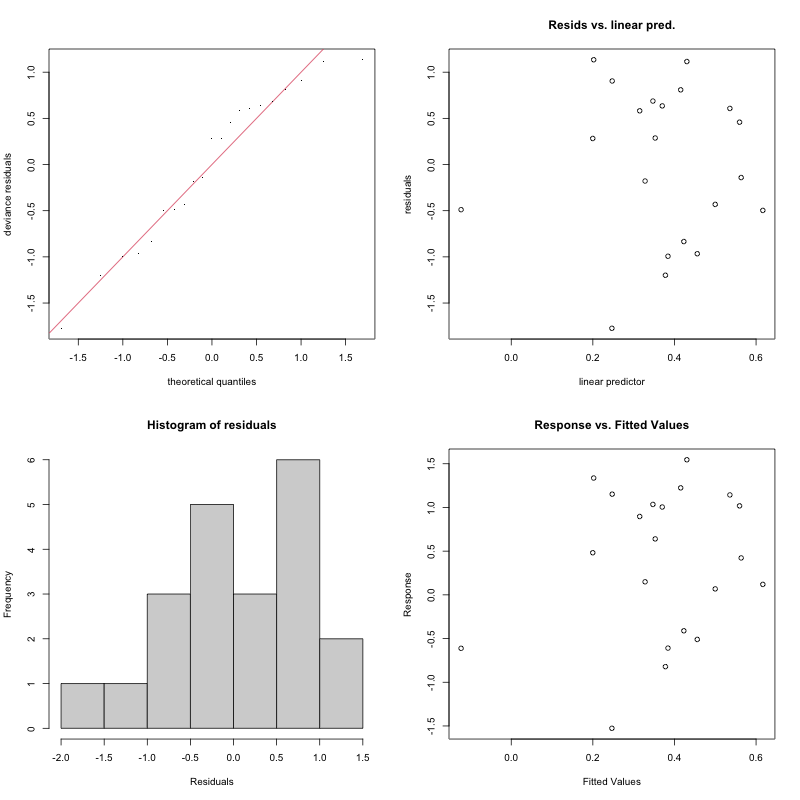 deviance residuals
1.0
0.5
0.0
-0.5
-1.0
-1.5
-1.5 -1.0 -0.5 0.0 0.5 1.0 1.5
theoretical quantiles
Resids vs. linear pred.
residuals
1.0
0.5
0.0
-0.5
-1.0
-1.5
0.0 0.2 0.4 0.6
linear predictor
Histogram of residuals
Frequency
6
5
4
3
2
1
0
-2.0 -1.5 -1.0 -0.5 0.0 0.5 1.0 1.5
Residuals
Response vs. Fitted Values
Response
1.5
1.0
0.5
0.0
-0.5
-1.0
-1.5
0.0 0.2 0.4 0.6
Fitted Values